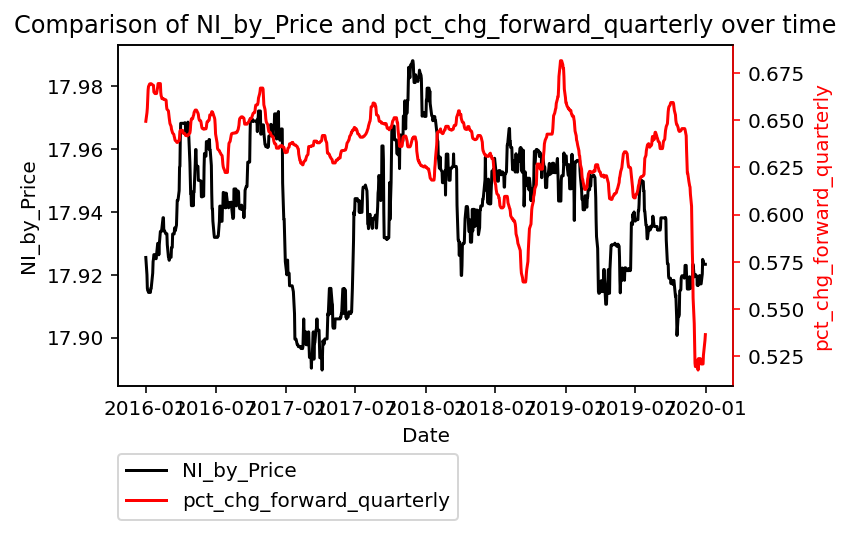 Comparison of NI_by_Price and pct_chg_forward_quarterly over time
17.98
17.96
17.94
17.92
17.90
NI_by_Price
0.675
0.650
0.625
0.600
0.575
0.550
0.525
pct_chg_forward_quarterly
2016-01 2016-07 2017-01 2017-07 2018-01 2018-07 2019-01 2019-07 2020-01
Date
NI_by_Price
pct_chg_forward_quarterly